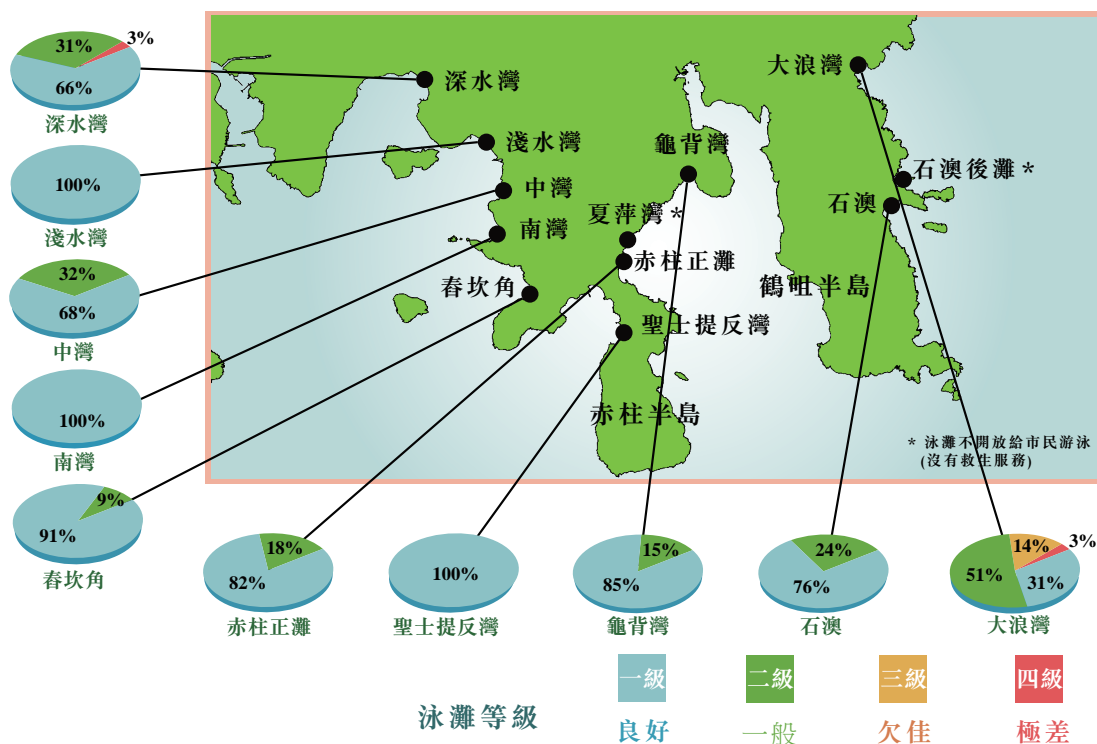 31%
3%
66%
深水灣
100%
淺水灣
32%
68%
中灣
100%
南灣
9%
91%
舂坎角
深水灣
淺水灣
中灣
南灣
舂坎角
大浪灣
龜背灣
石澳後灘*
石澳
夏萍灣*
赤柱正灘
鶴咀半島
聖士提反灣
赤柱半島
* 泳灘不開放給市民游泳
(沒有救生服務)
18%
82%
赤柱正灘
100%
聖士提反灣
15%
85%
龜背灣
24%
76%
石澳
14%
3%
51%
31%
大浪灣
泳灘等級
一級
二級
三級
四級
良好
一般
欠佳
極差